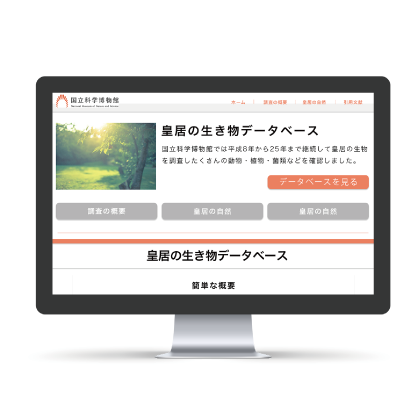 国立科学博物館
National Museum of Nature and Science
ホーム 調査の概要 皇居の自然 引用文献
皇居の生き物データベース
国立科学博物館では平成8年から25年まで継続して皇居の生物
を調査したくさんの動物・植物・菌類などを確認しました。
データベースを見る
調査の概要 皇居の自然 皇居の自然
皇居の生き物データベース
簡単な概要